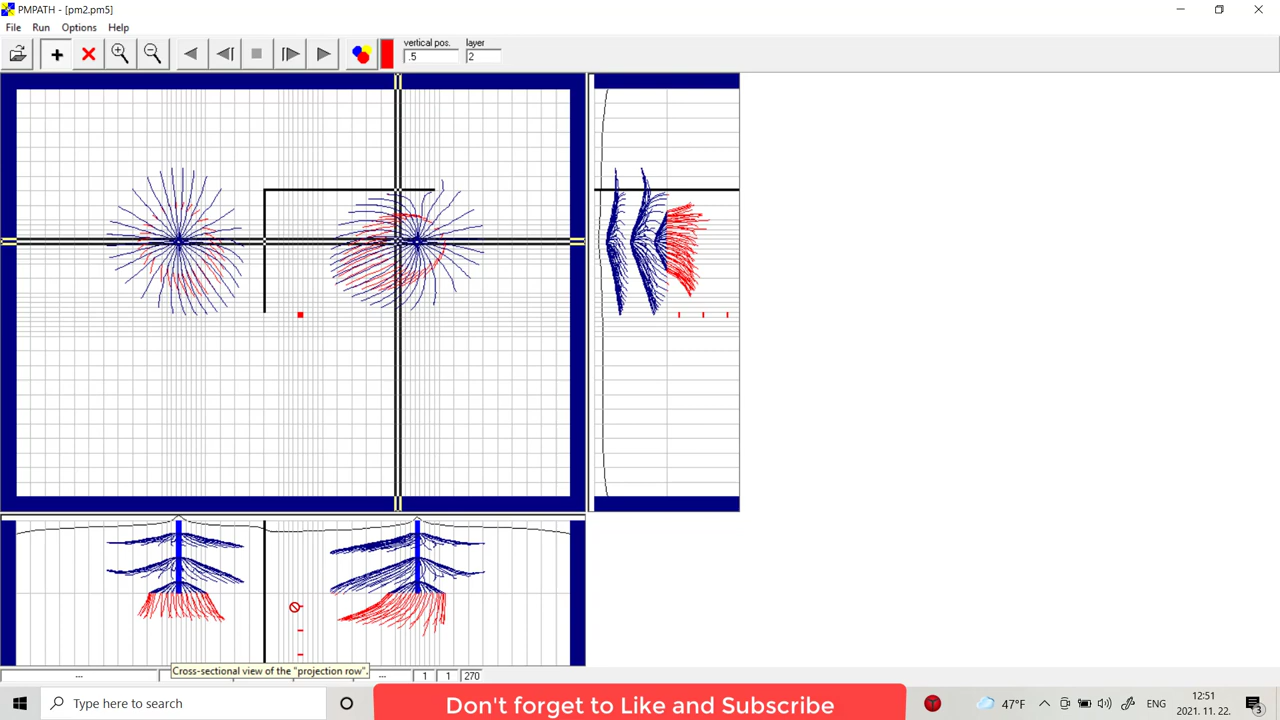 PMPATH - [pm2.pm5]
File Run Options Help
vertical pos. layer
.5 2
Cross-sectional view of the "projection row".
--- --- 1 1 270
Type here to search
Don't forget to Like and Subscribe
47°F
12:51
2021. 11. 22.
3